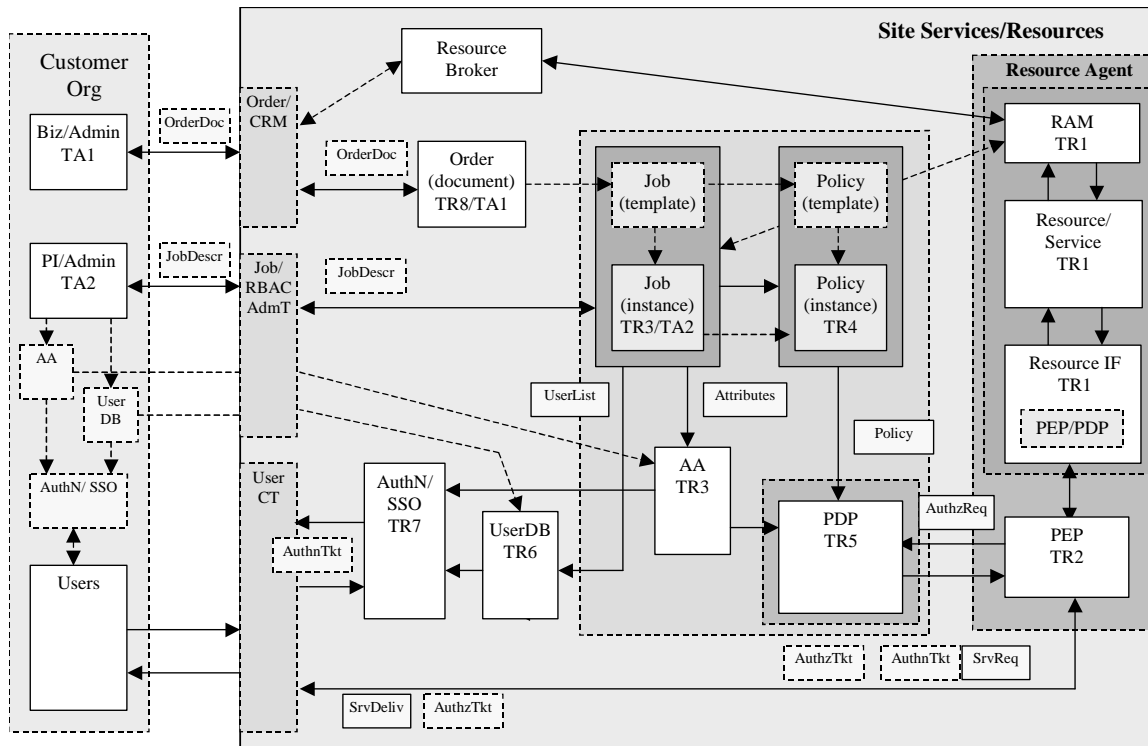 Site Services/Resources
Customer
Org
Biz/Admin
TA1
OrderDoc
Order/
CRM
Resource
Broker
OrderDoc
Order
(document)
TR8/TA1
Job
(template)
Policy
(template)
Job
(instance)
TR3/TA2
Policy
(instance)
TR4
Resource Agent
RAM
TR1
Resource/
Service
TR1
Resource IF
TR1
PEP/PDP
PI/Admin
TA2
JobDescr
Job/
RBAC
AdmT
JobDescr
AA
User
DB
AuthN/ SSO
Users
UserList
Attributes
Policy
User
CT
AuthnTkt
AuthN/
SSO
TR7
UserDB
TR6
AA
TR3
PDP
TR5
AuthzReq
PEP
TR2
AuthzTkt
AuthnTkt
SrvReq
SrvDeliv
AuthzTkt